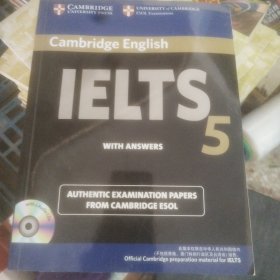 CAMBRIDGE
UNIVERSITY PRESS
UNIVERSITY of CAMBRIDGE
ESOL Examinations
Cambridge English
IELTS 5
WITH ANSWERS
AUTHENTIC EXAMINATION PAPERS
FROM CAMBRIDGE ESOL
Official Cambridge preparation material for IELTS